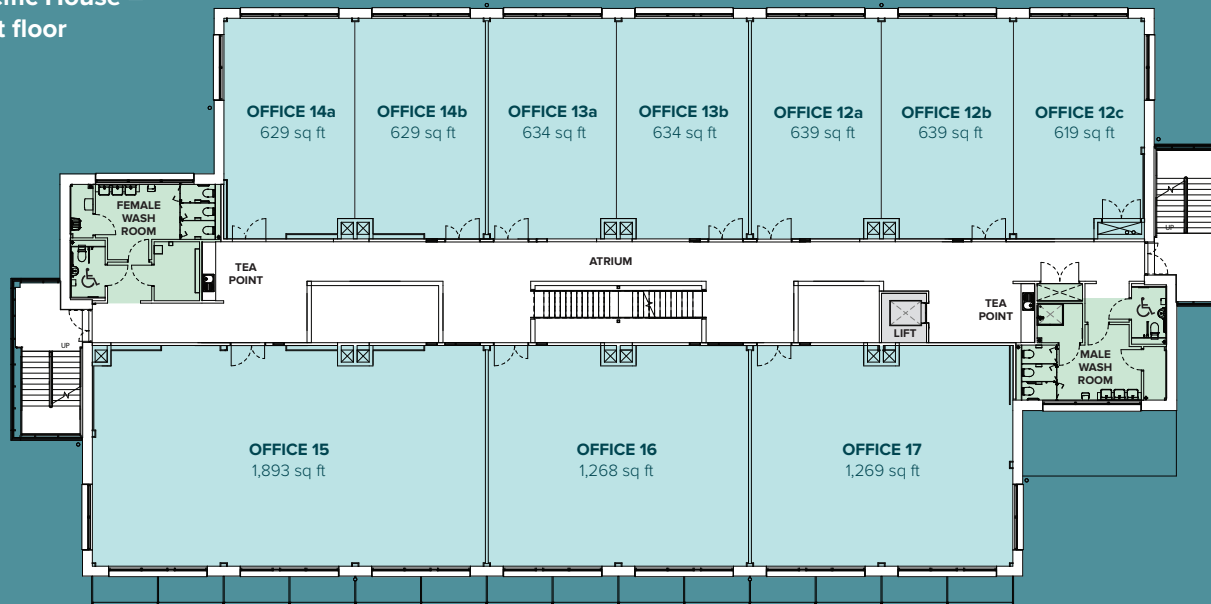 floor
OFFICE 14a
629 sq ft
OFFICE 14b
629 sq ft
OFFICE 13a
634 sq ft
OFFICE 13b
634 sq ft
OFFICE 12a
639 sq ft
OFFICE 12b
639 sq ft
OFFICE 12c
619 sq ft
FEMALE
WASH
ROOM
UP
TEA
POINT
ATRIUM
TEA
POINT
LIFT
UP
MALE
WASH
ROOM
OFFICE 15
1,893 sq ft
OFFICE 16
1,268 sq ft
OFFICE 17
1,269 sq ft